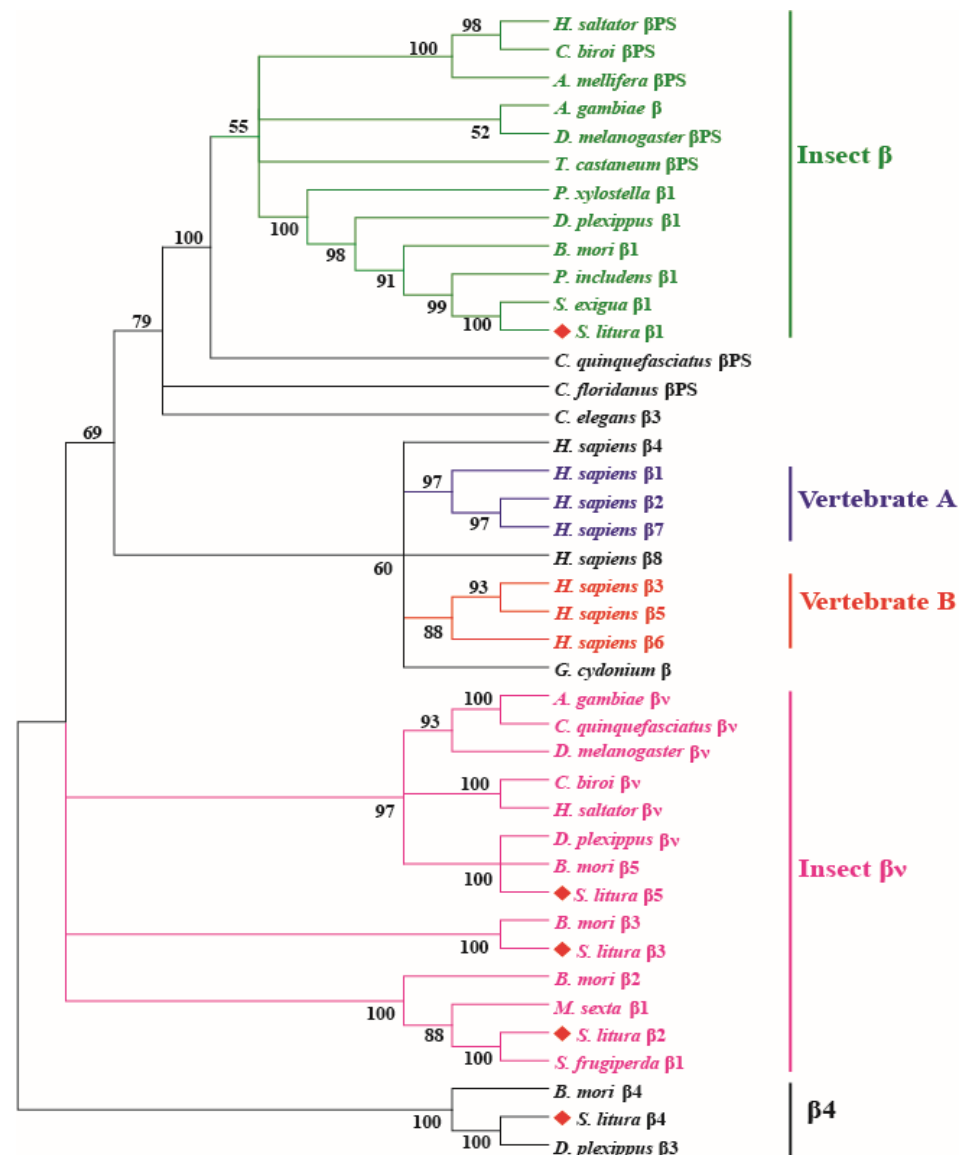 98
H. saltator βPS
C. biroi βPS
100
A. mellifera βPS
A. gambiae β
55
52
D. melanogaster βPS
Insect β
T. castaneum βPS
P. xylostella β1
100
D. plexippus β1
100
98
B. mori β1
91
P. includens β1
99
S. exigua β1
79
100
S. litura β1
C. quinquefasciatus βPS
C. floridanus βPS
C. elegans β3
69
H. sapiens β4
97
H. sapiens β1
H. sapiens β2
Vertebrate A
97
H. sapiens β7
60
H. sapiens β8
93
H. sapiens β3
Vertebrate B
H. sapiens β5
88
H. sapiens β6
G. cydonium β
100
A. gambiae βν
93
C. quinquefasciatus βν
D. melanogaster βν
100
C. biroi βν
97
H. saltator βν
D. plexippus βν
B. mori β5
Insect βν
100
S. litura β5
B. mori β3
100
S. litura β3
B. mori β2
100
M. sexta β1
88
S. litura β2
100
S. frugiperda β1
B. mori β4
100
S. litura β4
β4
100
D. plexippus β3